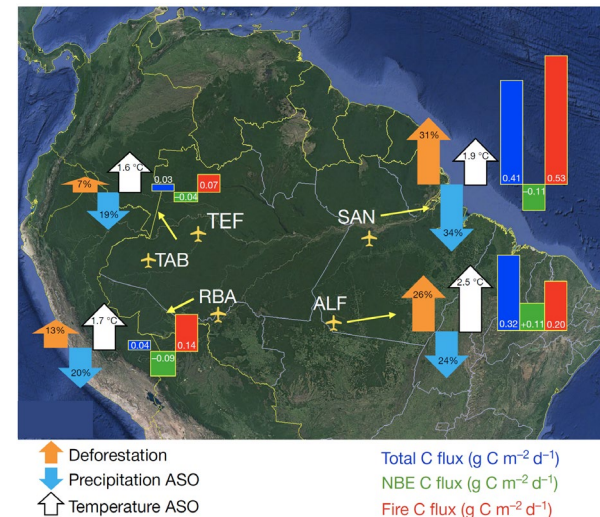 31%
1.9 °C
0.41
−0.11
0.53
34%
SAN
7%
1.6 °C
19%
0.03
−0.04
0.07
TEF
TAB
RBA
13%
1.7 °C
20%
0.04
−0.09
0.14
ALF
26%
2.5 °C
24%
0.32
+0.11
0.20
Deforestation
Precipitation ASO
Temperature ASO
Total C flux (g C m⁻² d⁻¹)
NBE C flux (g C m⁻² d⁻¹)
Fire C flux (g C m⁻² d⁻¹)